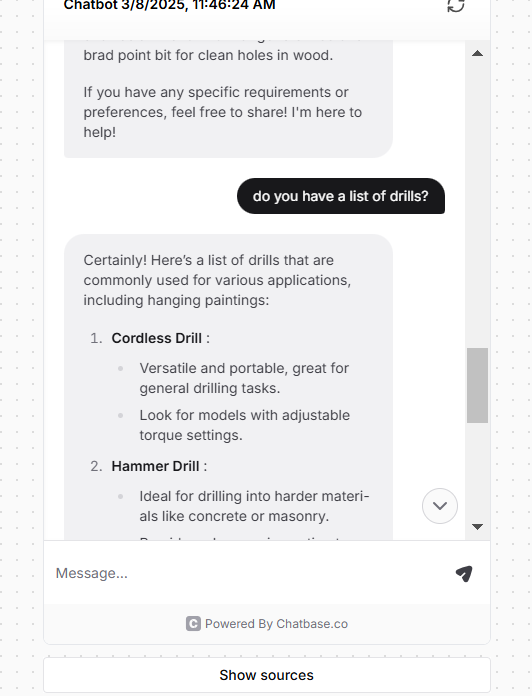 Chatbot 3/8/2025, 11:46:24 AM
brad point bit for clean holes in wood.
If you have any specific requirements or
preferences, feel free to share! I'm here to
help!
do you have a list of drills?
Certainly! Here's a list of drills that are
commonly used for various applications,
including hanging paintings:
1. Cordless Drill :
Versatile and portable, great for
general drilling tasks.
Look for models with adjustable
torque settings.
2. Hammer Drill :
Ideal for drilling into harder materi-
als like concrete or masonry.
Message...
C Powered By Chatbase.co
Show sources